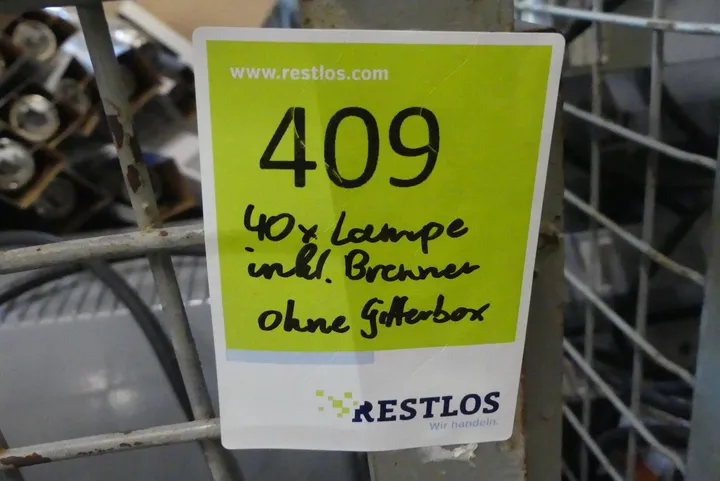 www.restlos.com
409
40x Lampe
inkl. Brenner
ohne Gitterbox
RESTLOS
Wir handeln.